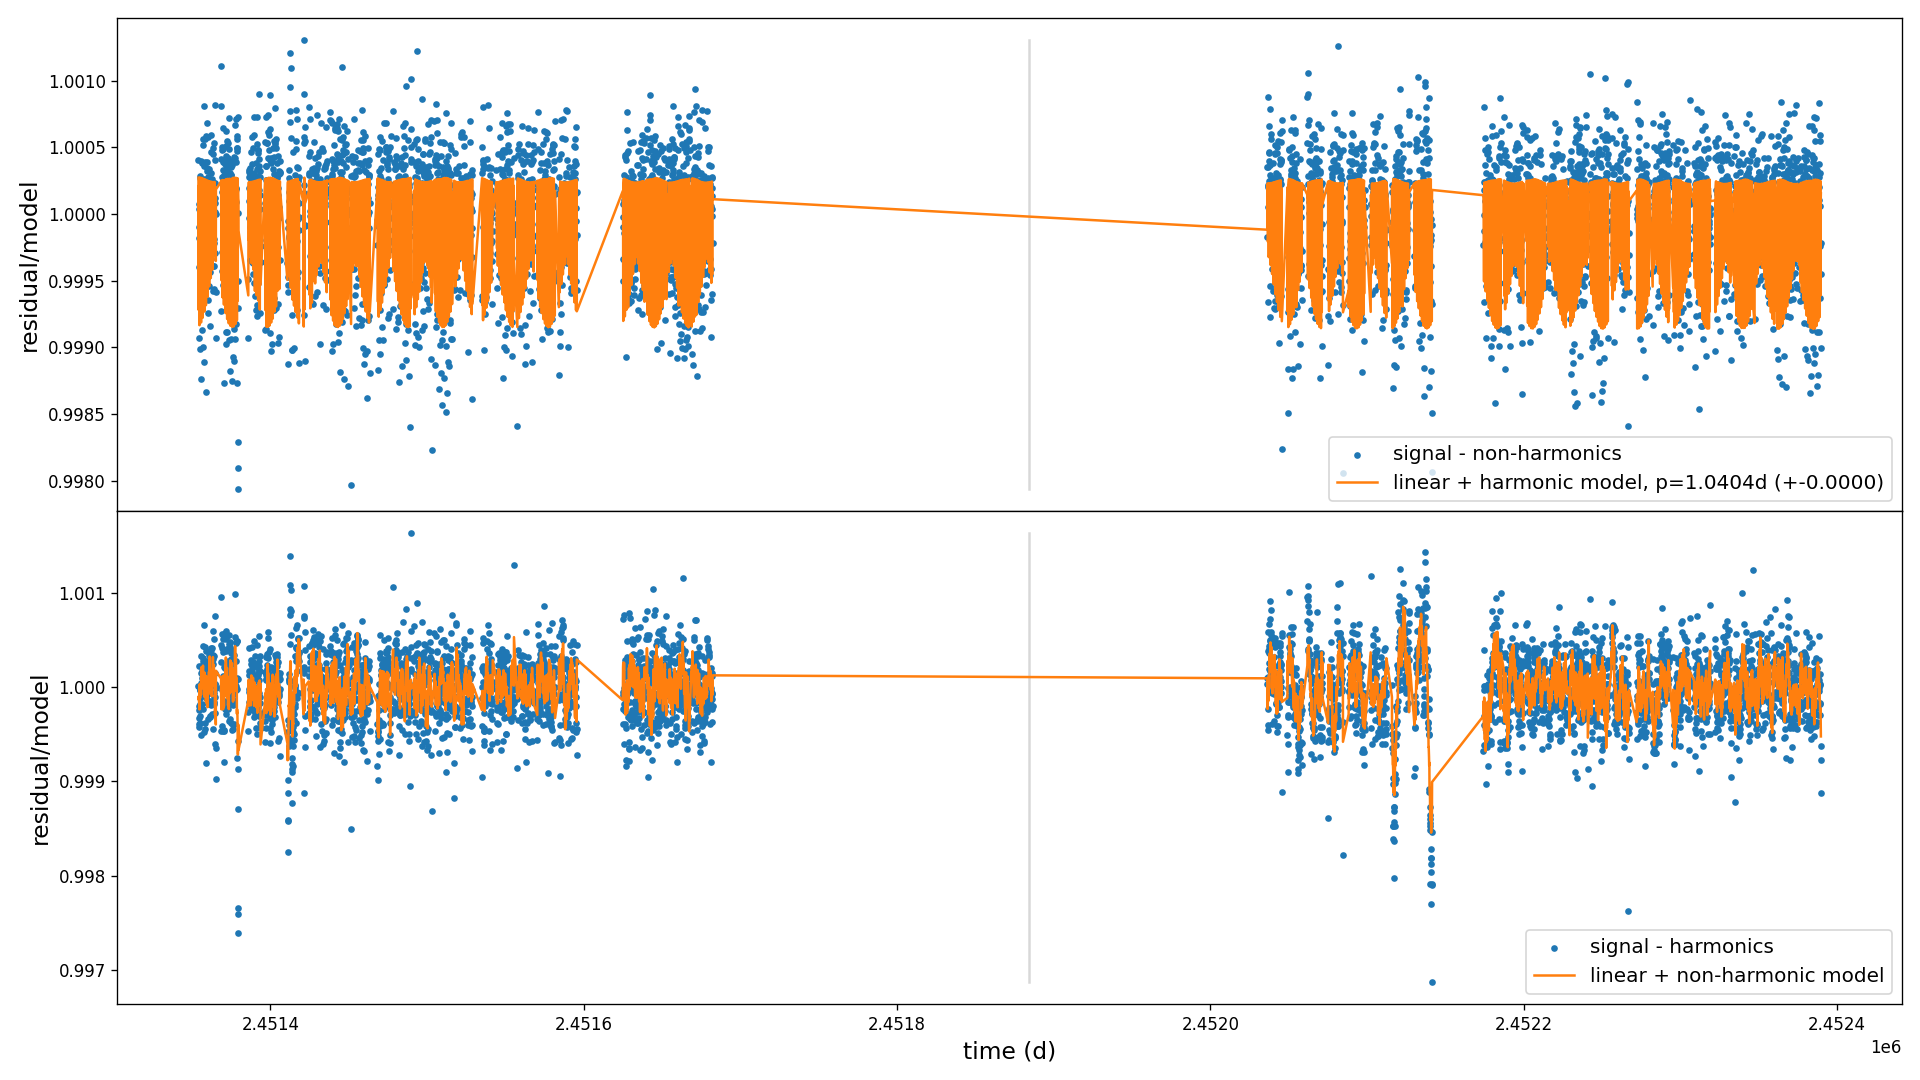 1.0010
1.0005
1.0000
0.9995
0.9990
0.9985
0.9980
residual/model
signal - non-harmonics
linear + harmonic model, p=1.0404d (+-0.0000)
1.001
1.000
0.999
0.998
0.997
residual/model
signal - harmonics
linear + non-harmonic model
2.4514 2.4516 2.4518 2.4520 2.4522 2.4524
1e6
time (d)